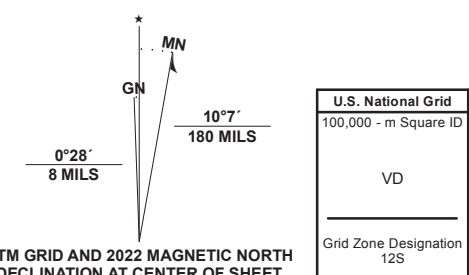 ★
MN
GN
10°7´
180 MILS
0°28´
8 MILS
TM GRID AND 2022 MAGNETIC NORTH
DECLINATION AT CENTER OF SHEET
U.S. National Grid
100,000 - m Square ID
VD
Grid Zone Designation
12S